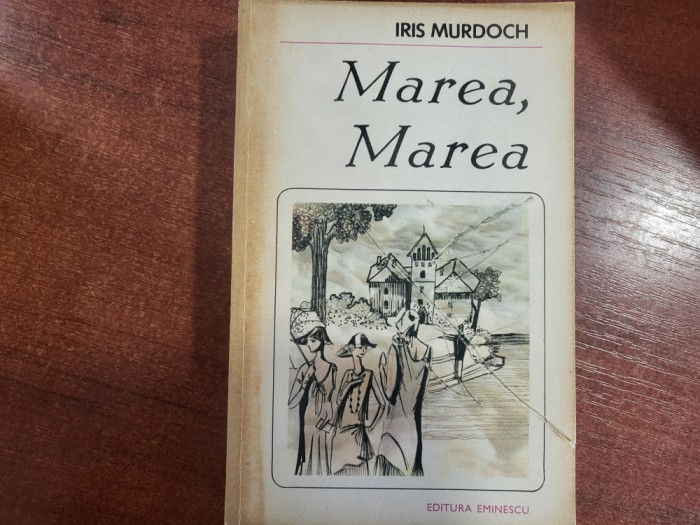 IRIS MURDOCH
Marea,
Marea
EDITURA EMINESCU